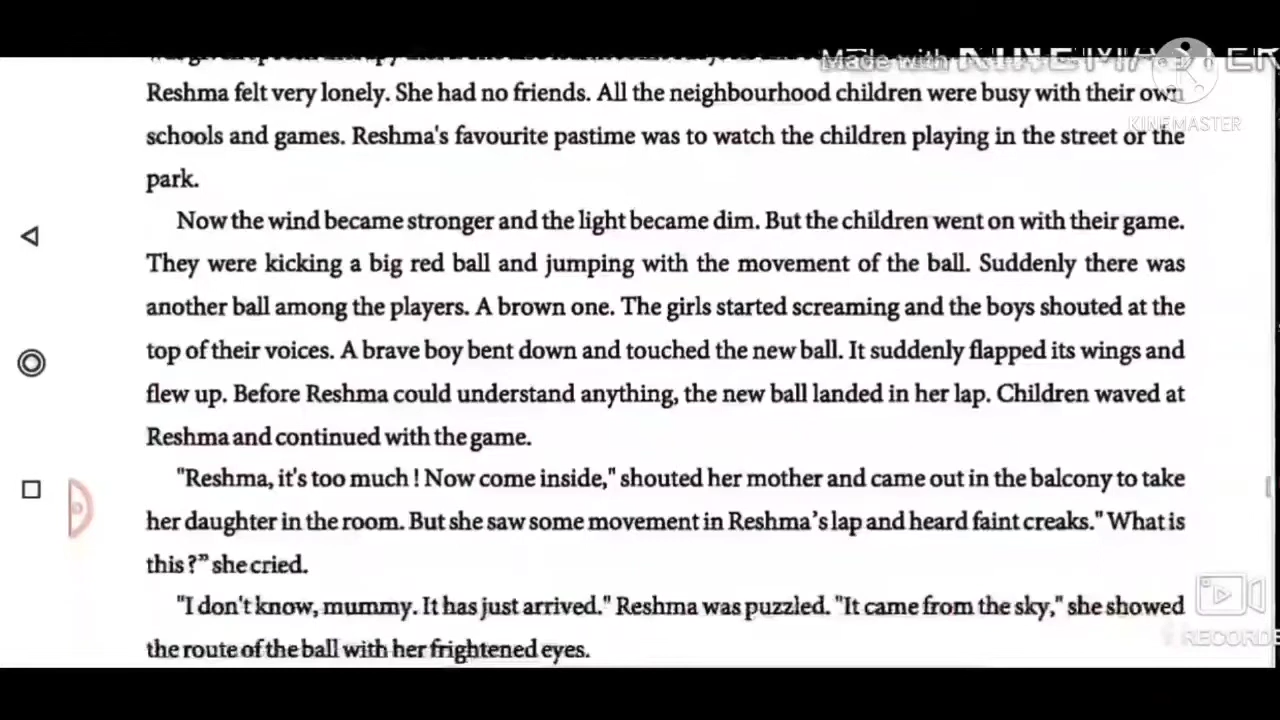 Made with KINEMASTER
Reshma felt very lonely. She had no friends. All the neighbourhood children were busy with their own
KINEMASTER
schools and games. Reshma's favourite pastime was to watch the children playing in the street or the
park.
Now the wind became stronger and the light became dim. But the children went on with their game.
They were kicking a big red ball and jumping with the movement of the ball. Suddenly there was
another ball among the players. A brown one. The girls started screaming and the boys shouted at the
top of their voices. A brave boy bent down and touched the new ball. It suddenly flapped its wings and
flew up. Before Reshma could understand anything, the new ball landed in her lap. Children waved at
Reshma and continued with the game.
"Reshma, it's too much ! Now come inside," shouted her mother and came out in the balcony to take
her daughter in the room. But she saw some movement in Reshma's lap and heard faint creaks." What is
this ?" she cried.
"I don't know, mummy. It has just arrived." Reshma was puzzled. "It came from the sky," she showed
RECORDE
the route of the ball with her frightened eyes.